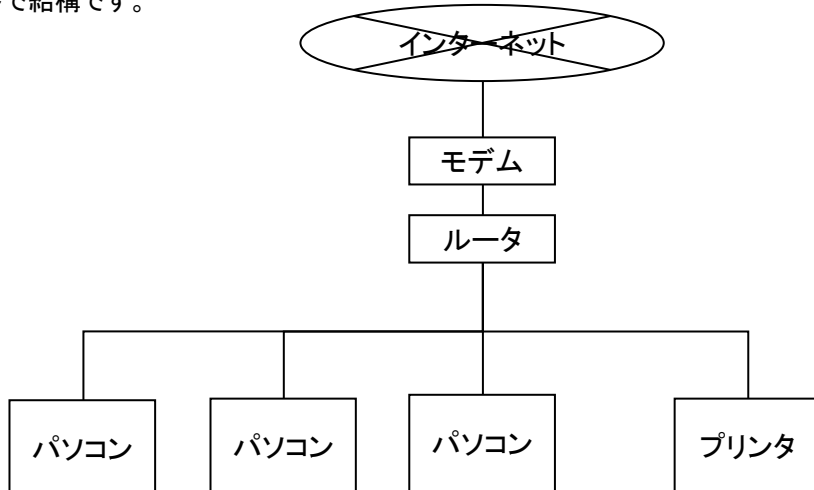 で結構です。
インターネット
モデム
ルータ
パソコン
パソコン
パソコン
プリンタ